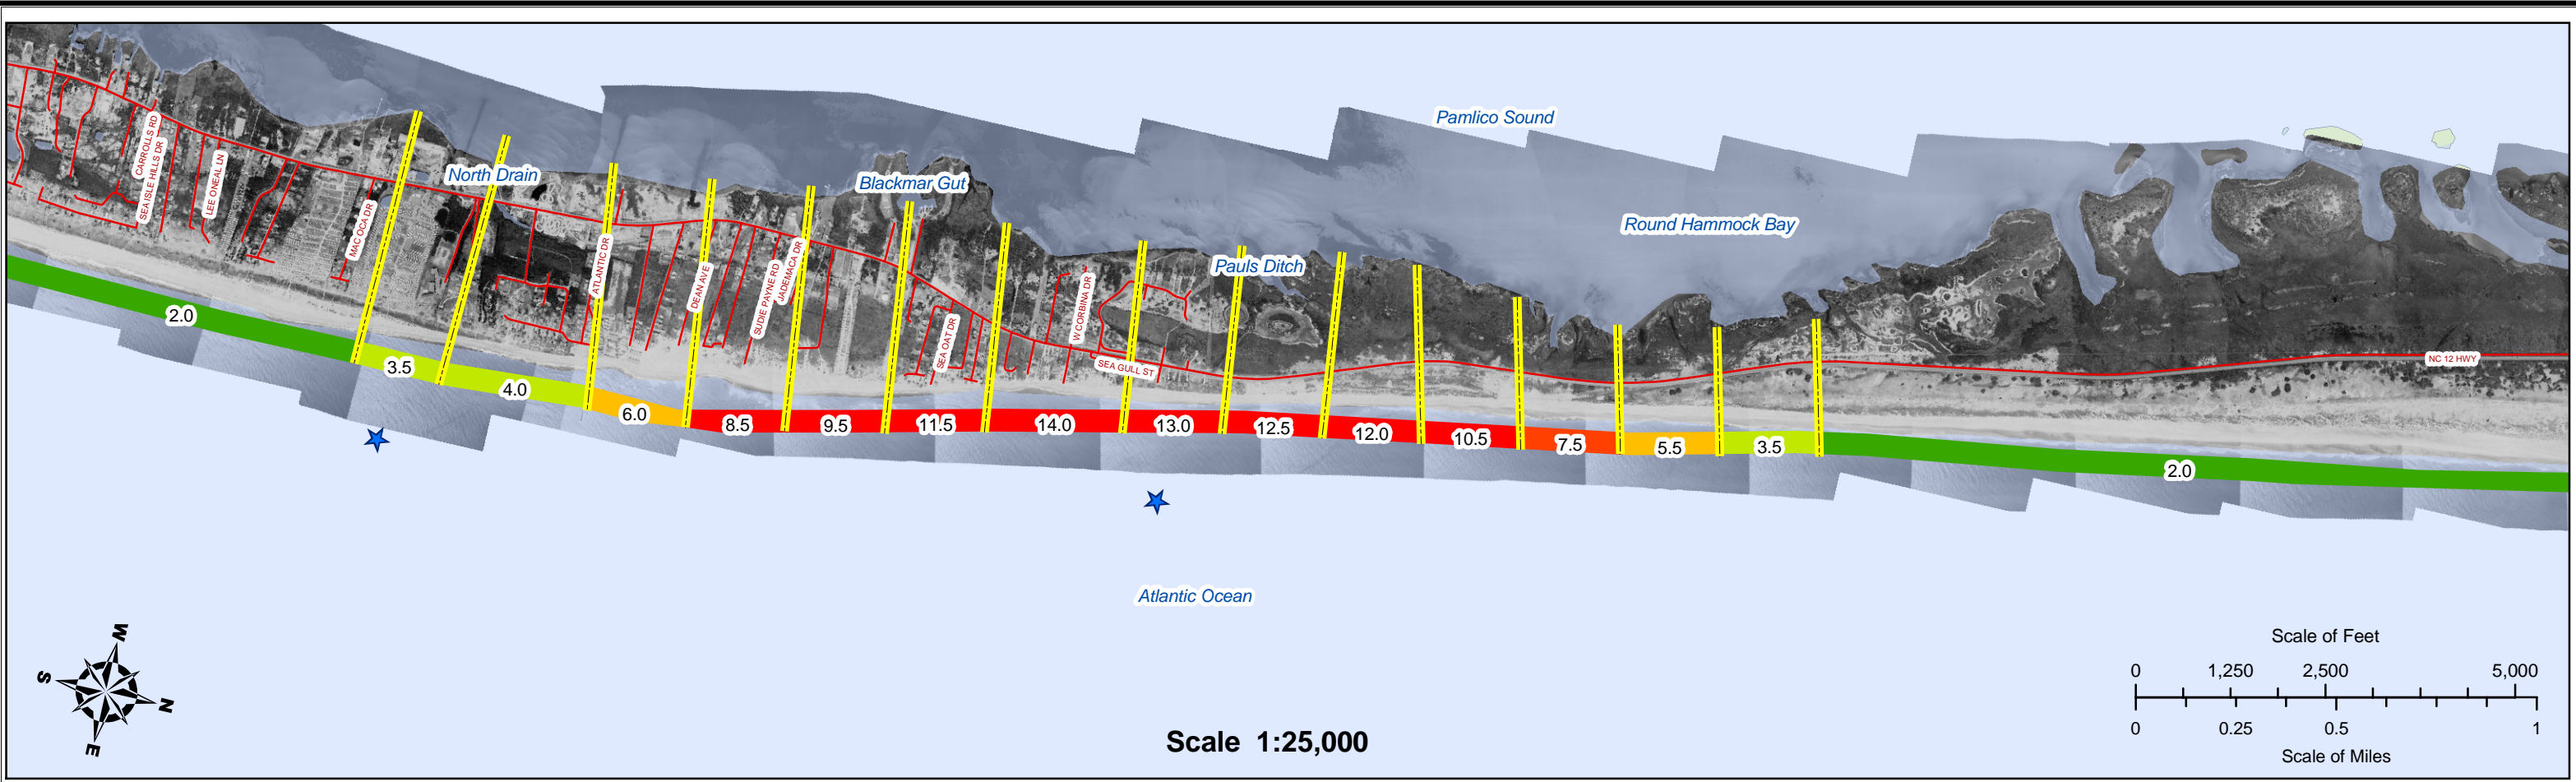 Pamlico Sound
CARROLLS RD
SEA ISLE HILLS DR
LEE ONEAL LN
MAC OCA DR
North Drain
ATLANTIC DR
DEAN AVE
SUDIE PAYNE RD
JADEMACA DR
Blackmar Gut
SEA OAT DR
W CORBINA DR
SEA GULL ST
Pauls Ditch
Round Hammock Bay
NC 12 HWY
2.0
3.5
4.0
6.0
8.5
9.5
11.5
14.0
13.0
12.5
12.0
10.5
7.5
5.5
3.5
2.0
Atlantic Ocean
W
S
N
E
Scale 1:25,000
Scale of Feet
0 1,250 2,500 5,000
0 0.25 0.5 1
Scale of Miles